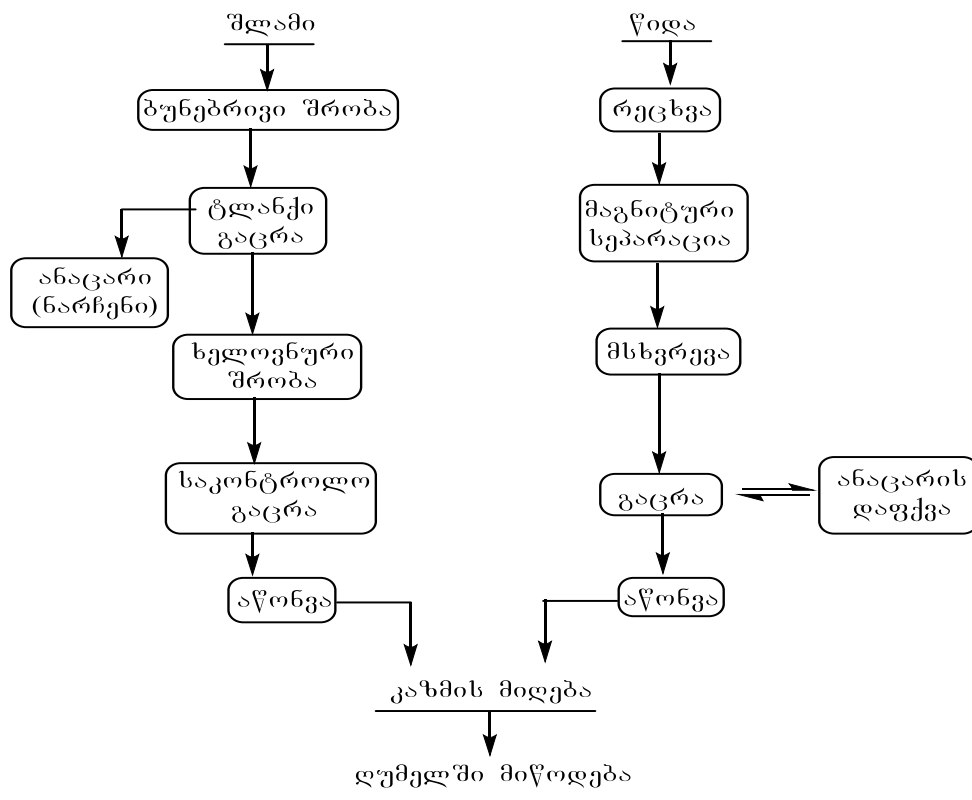 შლამი
ბუნებრივი შრობა
ტლანქი
გაცრა
ანაცარი
(ნარჩენი)
ხელოვნური
შრობა
საკონტროლო
გაცრა
აწონვა
წიდა
რეცხვა
მაგნიტური
სეპარაცია
მსხვრევა
გაცრა
ანაცარის
დაფქვა
აწონვა
კაზმის მიღება
ღუმელში მიწოდება